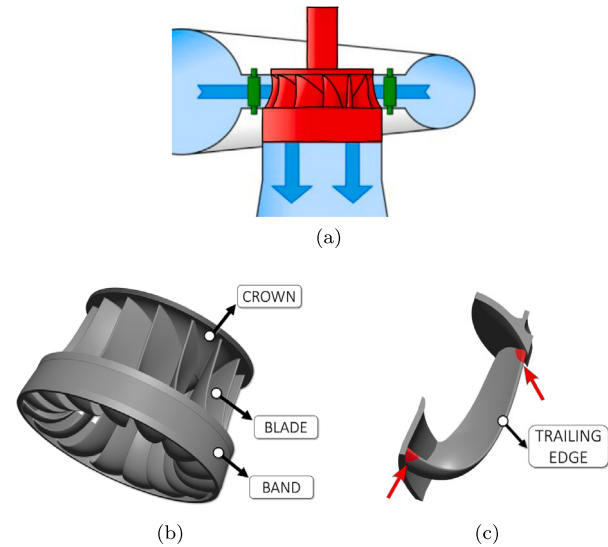 (a)
CROWN
BLADE
BAND
TRAILING
EDGE
(b)
(c)